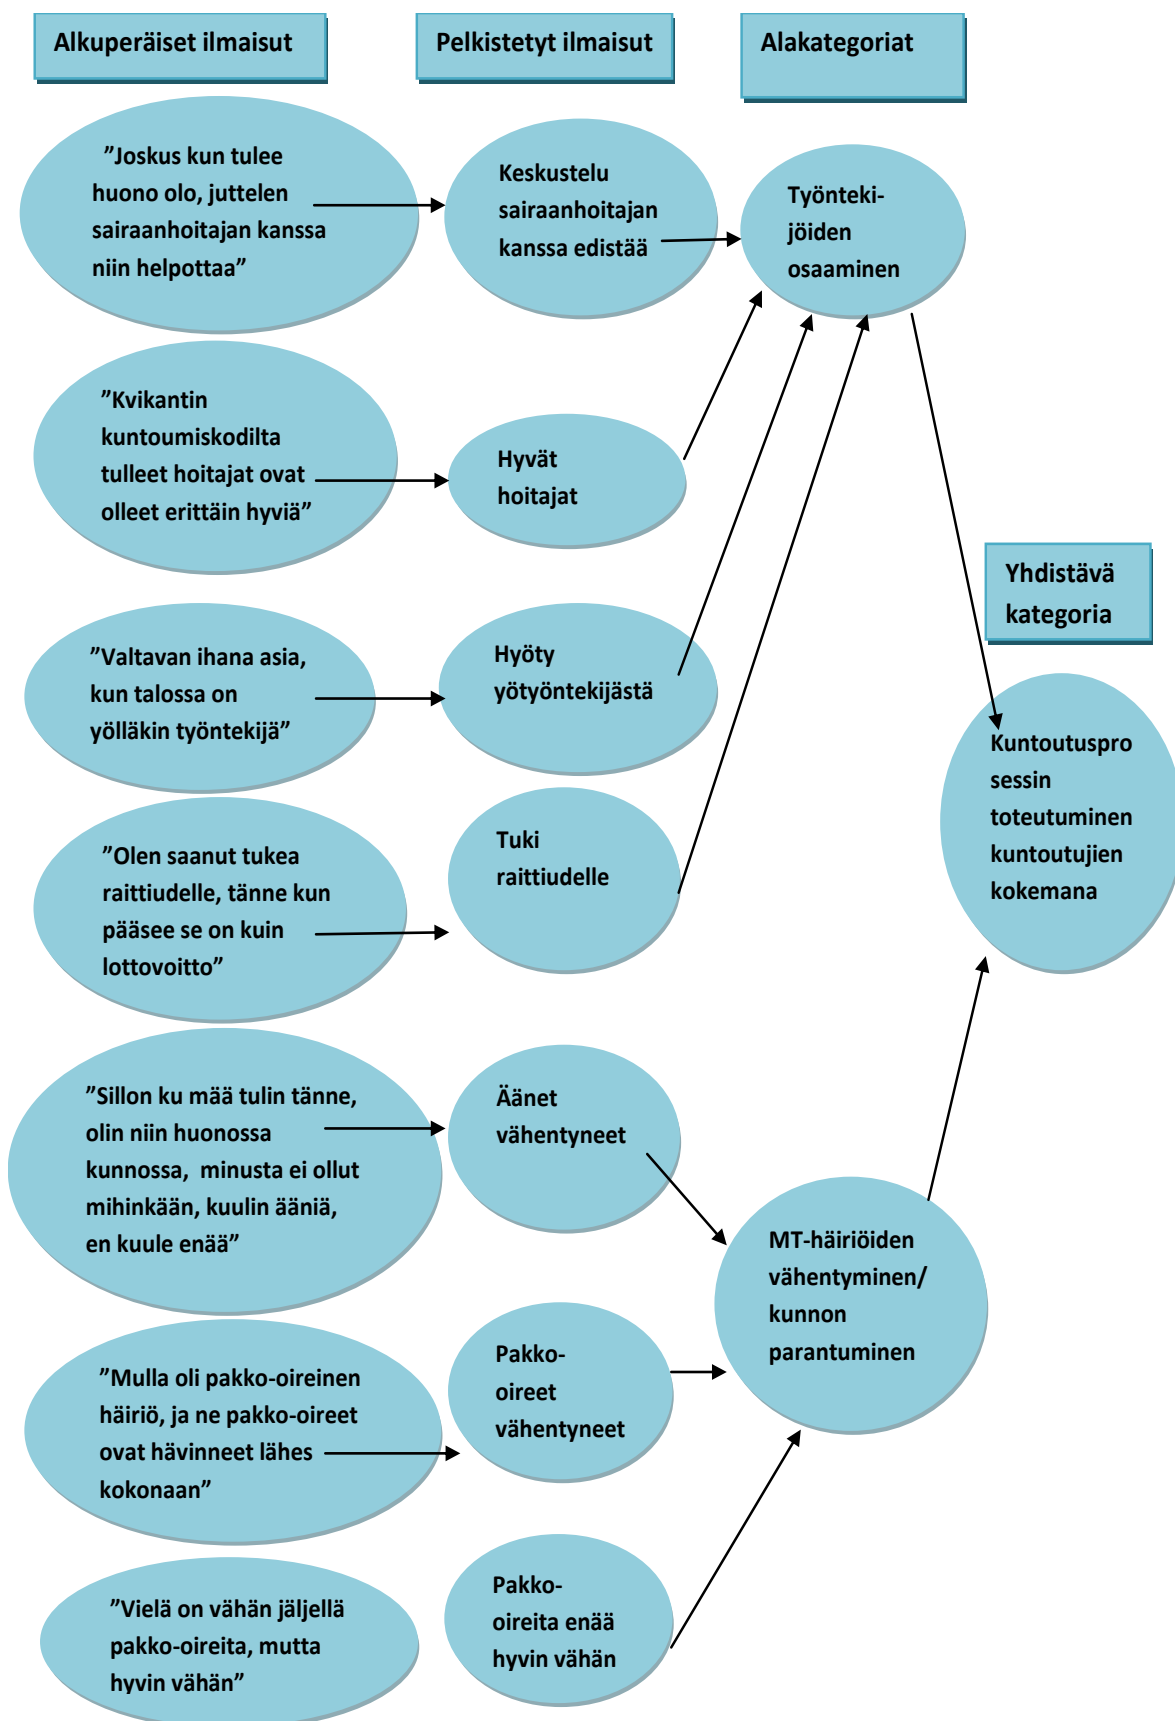 Alkuperäiset ilmaisut
Pelkistetyt ilmaisut
Alakategoriat
”Joskus kun tulee
huono olo, juttelen
sairaanhoitajan kanssa
niin helpottaa”
Keskustelu
sairaanhoitajan
kanssa edistää
Työnteki-
jöiden
osaaminen
”Kvikantin
kuntoumiskodilta
tulleet hoitajat ovat
olleet erittäin hyviä”
Hyvät
hoitajat
Yhdistävä
kategoria
”Valtavan ihana asia,
kun talossa on
yölläkin työntekijä”
Hyöty
yötyöntekijästä
Kuntoutuspro
sessin
toteutuminen
kuntoutujien
kokemana
”Olen saanut tukea
raittiudelle, tänne kun
pääsee se on kuin
lottovoitto”
Tuki
raittiudelle
”Sillon ku mää tulin tänne,
olin niin huonossa
kunnossa, minusta ei ollut
mihinkään, kuulin ääniä,
en kuule enää”
Äänet
vähentyneet
MT-häiriöiden
vähentyminen/
kunnon
parantuminen
”Mulla oli pakko-oireinen
häiriö, ja ne pakko-oireet
ovat hävinneet lähes
kokonaan”
Pakko-
oireet
vähentyneet
”Vielä on vähän jäljellä
pakko-oireita, mutta
hyvin vähän”
Pakko-
oireita enää
hyvin vähän